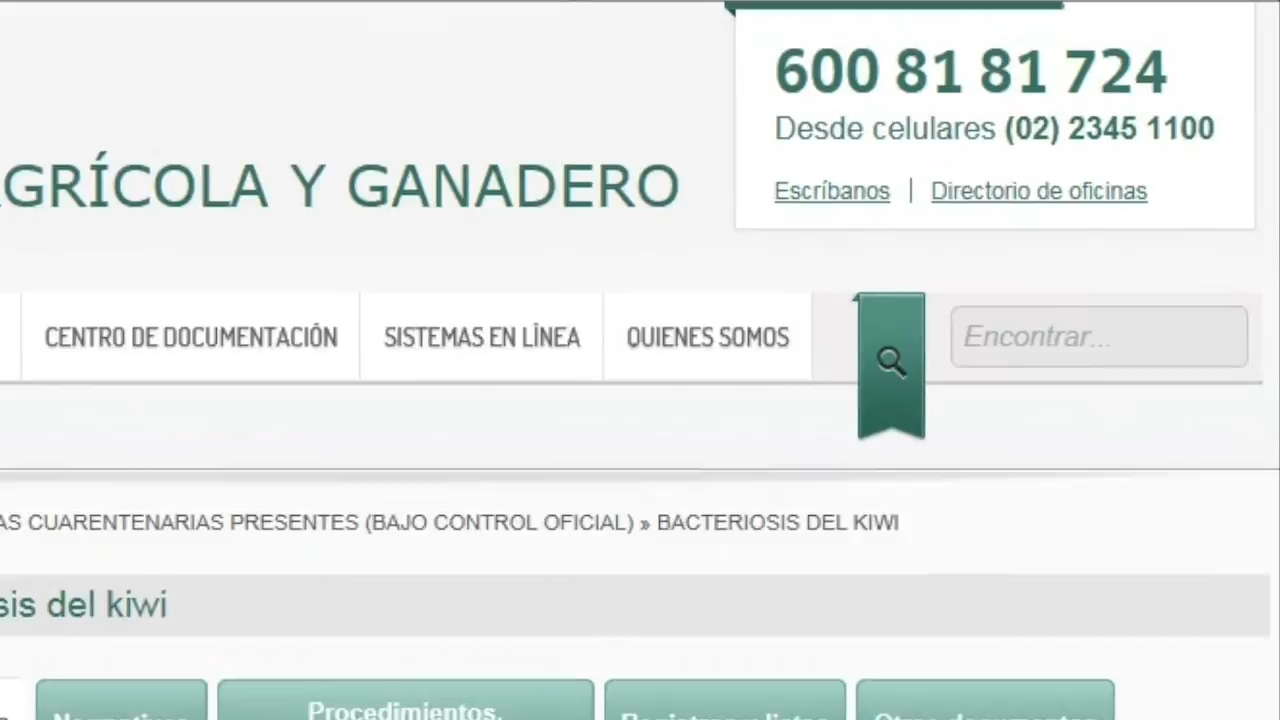 600 81 81 724
Desde celulares (02) 2345 1100
GRÍCOLA Y GANADERO
Escríbanos | Directorio de oficinas
CENTRO DE DOCUMENTACIÓN SISTEMAS EN LÍNEA QUIENES SOMOS Encontrar...
AS CUARENTENARIAS PRESENTES (BAJO CONTROL OFICIAL) » BACTERIOSIS DEL KIWI
sis del kiwi
Procedimientos,